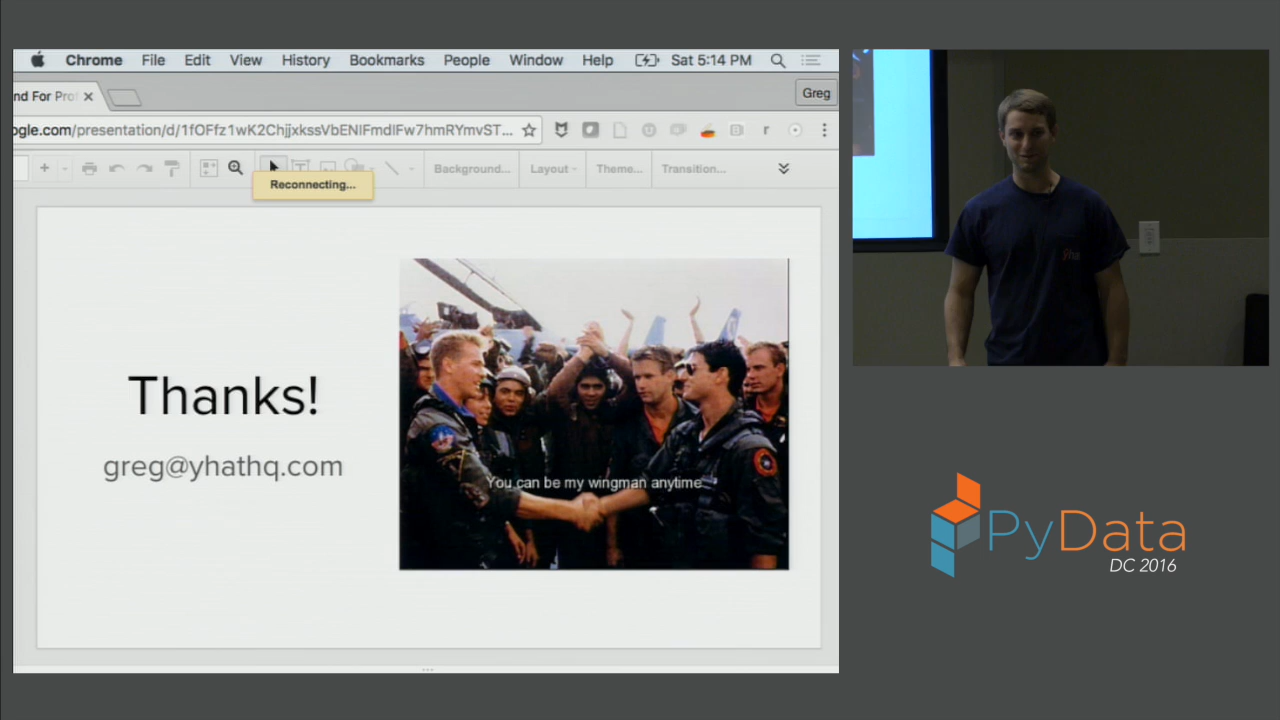 Chrome File Edit View History Bookmarks People Window Help Sat 5:14 PM
nd For Prof
Greg
ogle.com/presentation/d/1fOFfz1wK2ChjjxkssVbENIFmdIFw7hmRYmvST...
Background... Layout Theme... Transition...
Reconnecting...
Thanks!
greg@yhathq.com
You can be my wingman anytime.
yha
PyData
DC 2016